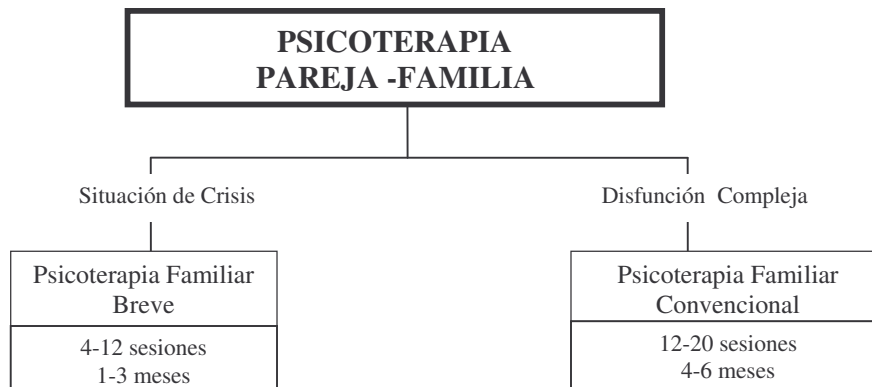 PSICOTERAPIA
PAREJA -FAMILIA
Situación de Crisis
Disfunción Compleja
Psicoterapia Familiar
Breve
4-12 sesiones
1-3 meses
Psicoterapia Familiar
Convencional
12-20 sesiones
4-6 meses